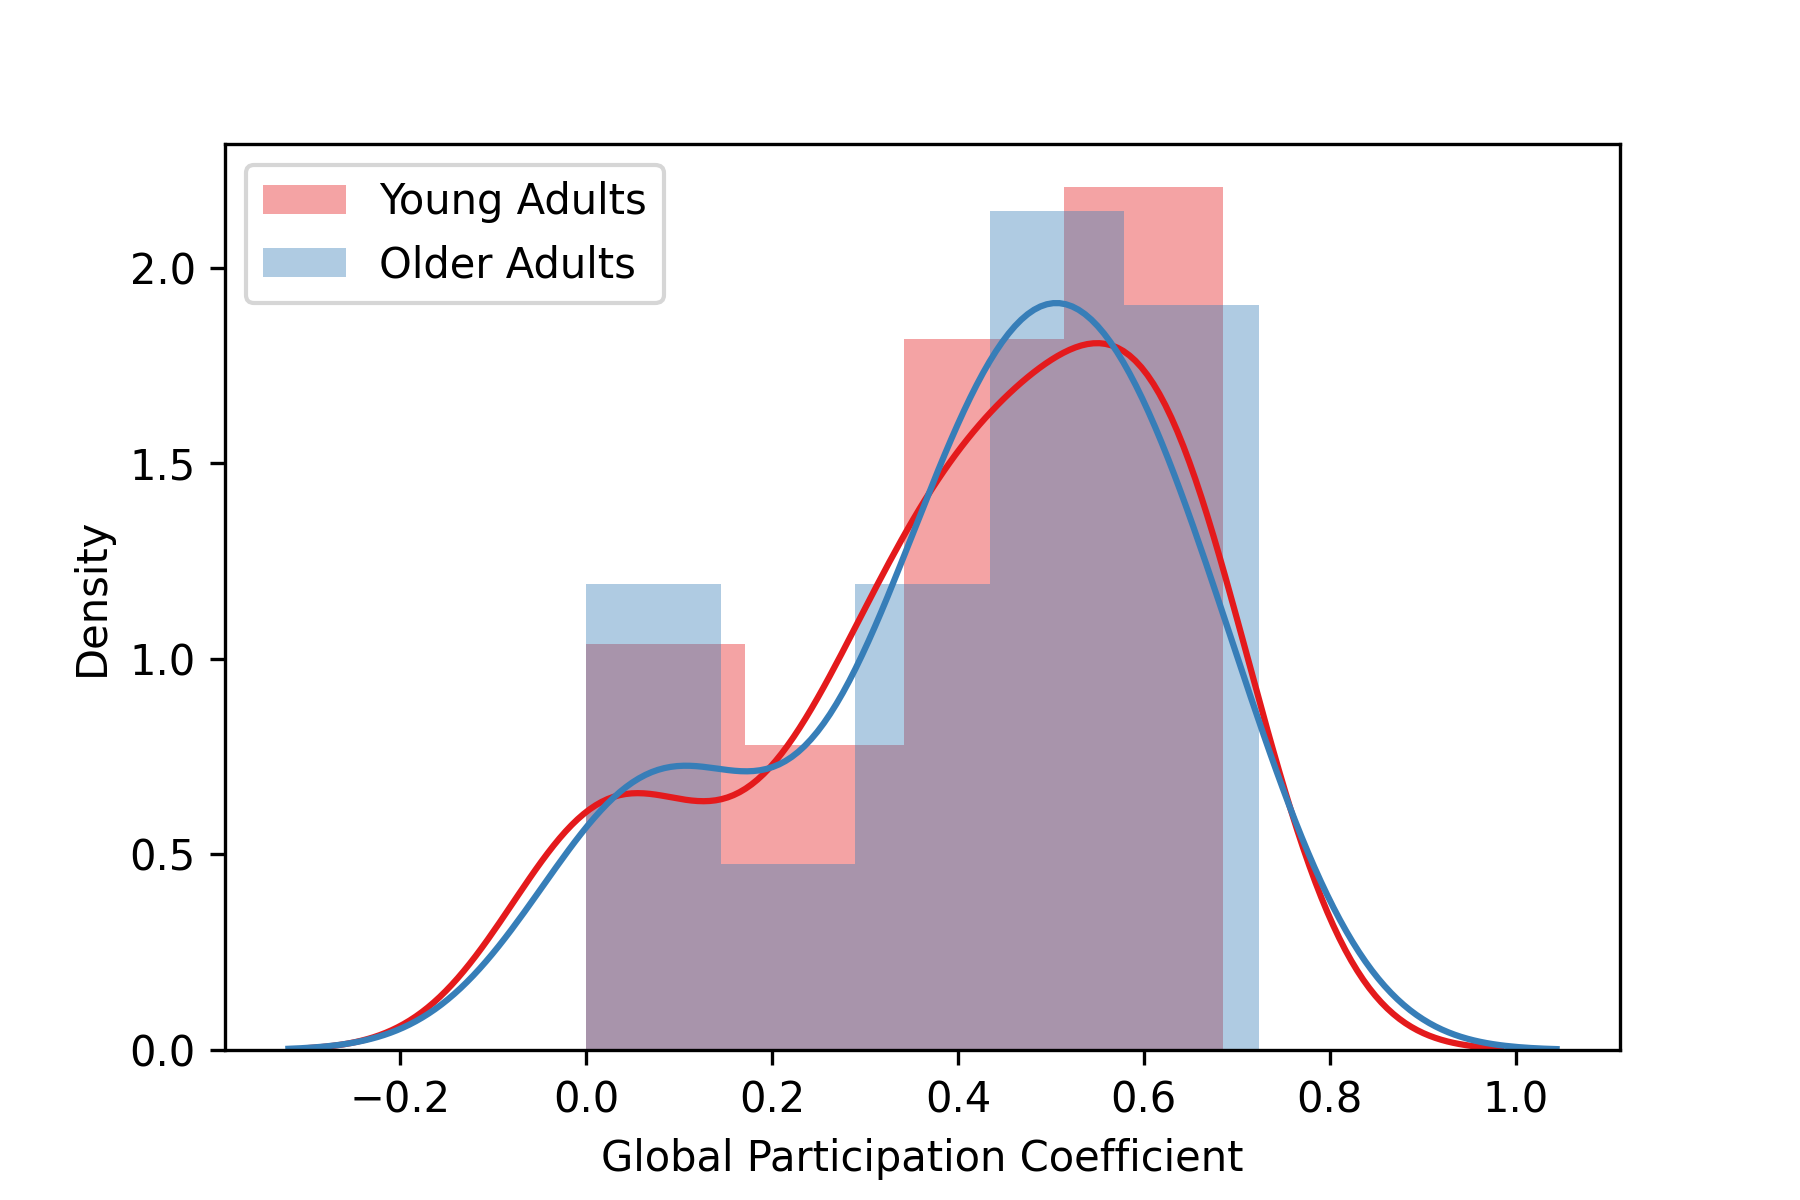 Young Adults
Older Adults
2.0
1.5
1.0
0.5
0.0
Density
−0.2 0.0 0.2 0.4 0.6 0.8 1.0
Global Participation Coefficient